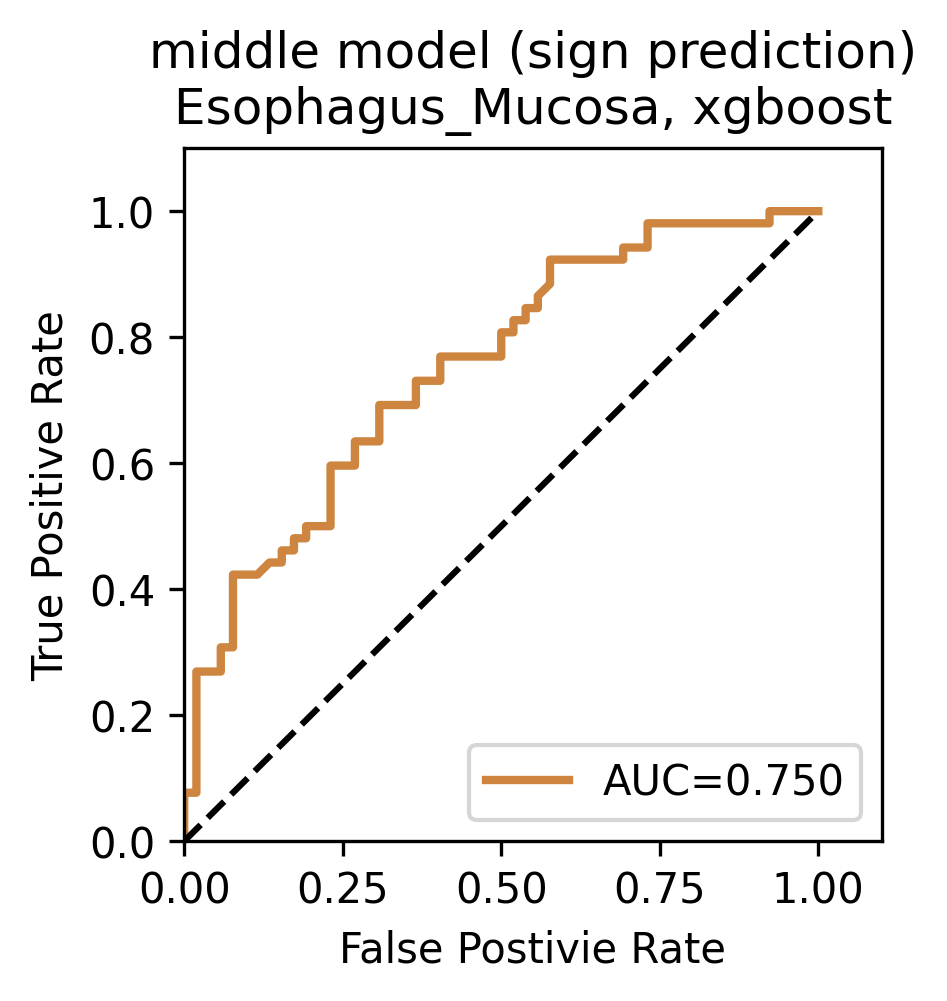 middle model (sign prediction)
Esophagus_Mucosa, xgboost
True Positive Rate
1.0
0.8
0.6
0.4
0.2
0.0
AUC=0.750
0.00 0.25 0.50 0.75 1.00
False Postivie Rate